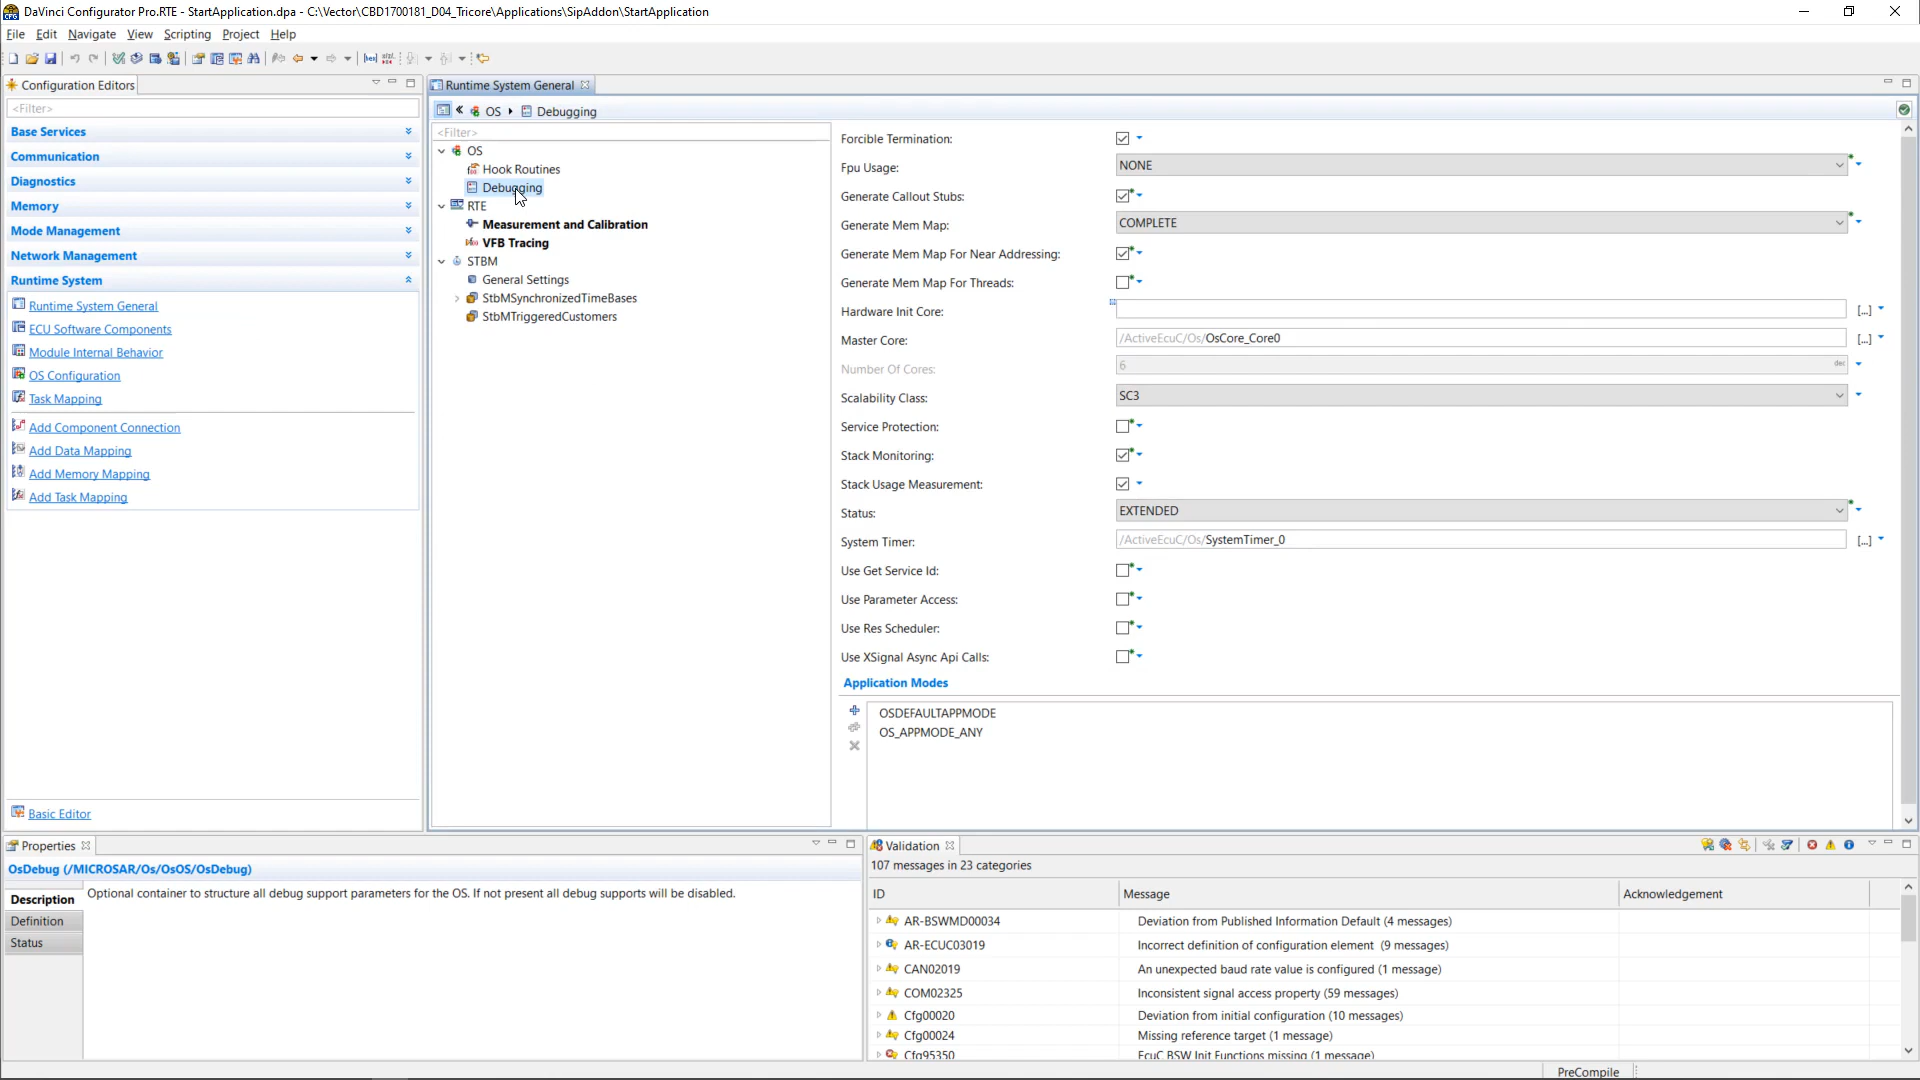 DaVinci Configurator Pro.RTE - StartApplication.dpa - C:\Vector\CBD1700181_D04_Tricore\Applications\SipAddon\StartApplication
File Edit Navigate View Scripting Project Help
Configuration Editors
<Filter>
Base Services
Communication
Diagnostics
Memory
Mode Management
Network Management
Runtime System
Runtime System General
ECU Software Components
Module Internal Behavior
OS Configuration
Task Mapping
Add Component Connection
Add Data Mapping
Add Memory Mapping
Add Task Mapping
Basic Editor
Runtime System General
OS Debugging
<Filter>
OS
Hook Routines
Debugging
RTE
Measurement and Calibration
VFB Tracing
STBM
General Settings
StbMSynchronizedTimeBases
StbMTriggeredCustomers
Forcible Termination:
Fpu Usage: NONE
Generate Callout Stubs:
Generate Mem Map: COMPLETE
Generate Mem Map For Near Addressing:
Generate Mem Map For Threads:
Hardware Init Core: [...]
Master Core: /ActiveEcuC/Os/OsCore_Core0 [...]
Number Of Cores: 6 dec
Scalability Class: SC3
Service Protection:
Stack Monitoring:
Stack Usage Measurement:
Status: EXTENDED
System Timer: /ActiveEcuC/Os/SystemTimer_0 [...]
Use Get Service Id:
Use Parameter Access:
Use Res Scheduler:
Use XSignal Async Api Calls:
Application Modes
OSDEFAULTAPPMODE
OS_APPMODE_ANY
Properties
OsDebug (/MICROSAR/Os/OsOS/OsDebug)
Description
Definition
Status
Optional container to structure all debug support parameters for the OS. If not present all debug supports will be disabled.
Validation
107 messages in 23 categories
ID Message Acknowledgement
AR-BSWMD00034 Deviation from Published Information Default (4 messages)
AR-ECUC03019 Incorrect definition of configuration element (9 messages)
CAN02019 An unexpected baud rate value is configured (1 message)
COM02325 Inconsistent signal access property (59 messages)
Cfg00020 Deviation from initial configuration (10 messages)
Cfg00024 Missing reference target (1 message)
Cfg95350 EcuC BSW Init Functions missing (1 message)
PreCompile